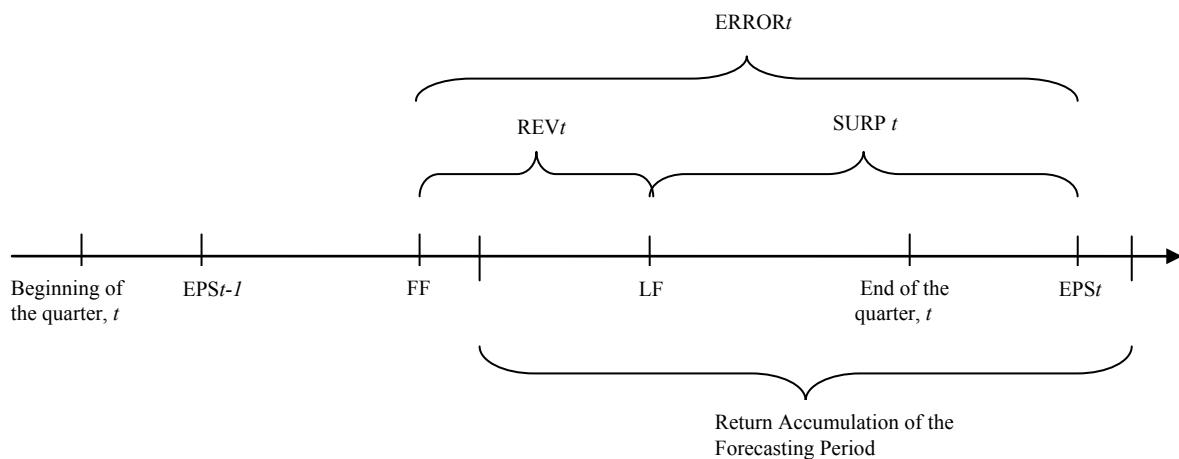 ERRORt
REVt
SURP t
Beginning of
the quarter, t
EPSt-1
FF
LF
End of the
quarter, t
EPSt
Return Accumulation of the
Forecasting Period